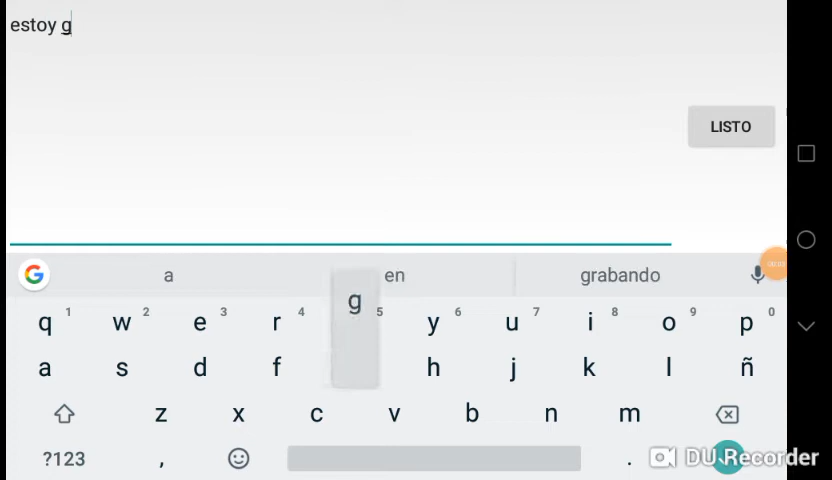 estoy g
LISTO
a en grabando
g
q 1 w 2 e 3 r 4 5 y 6 u 7 i 8 o 9 p 0
a s d f h j k l ñ
z x c v b n m
?123 , . DU Recorder